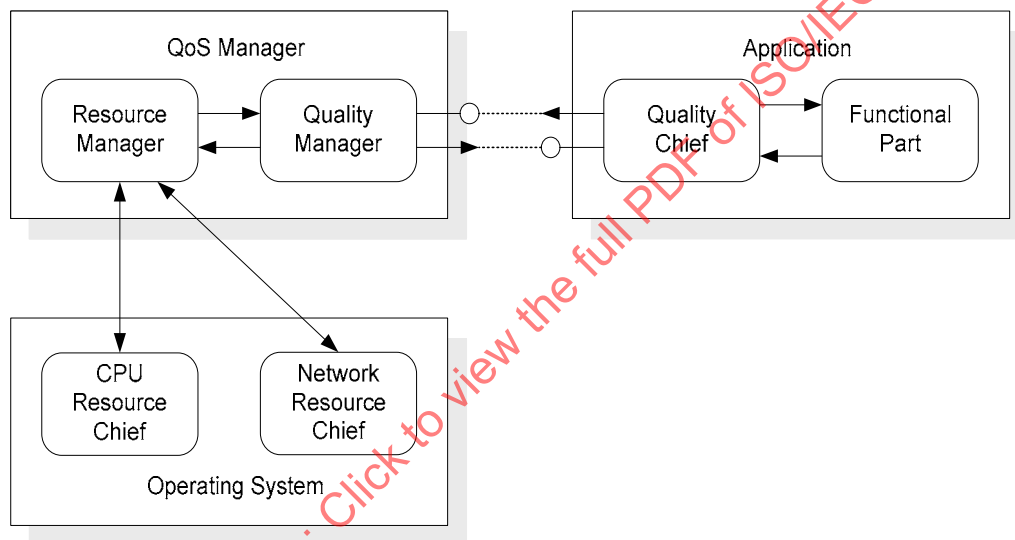 QoS Manager
Resource
Manager
Quality
Manager
Application
Quality
Chief
Functional
Part
CPU
Resource
Chief
Network
Resource
Chief
Operating System
. Click to view the full PDF of ISO/IEC